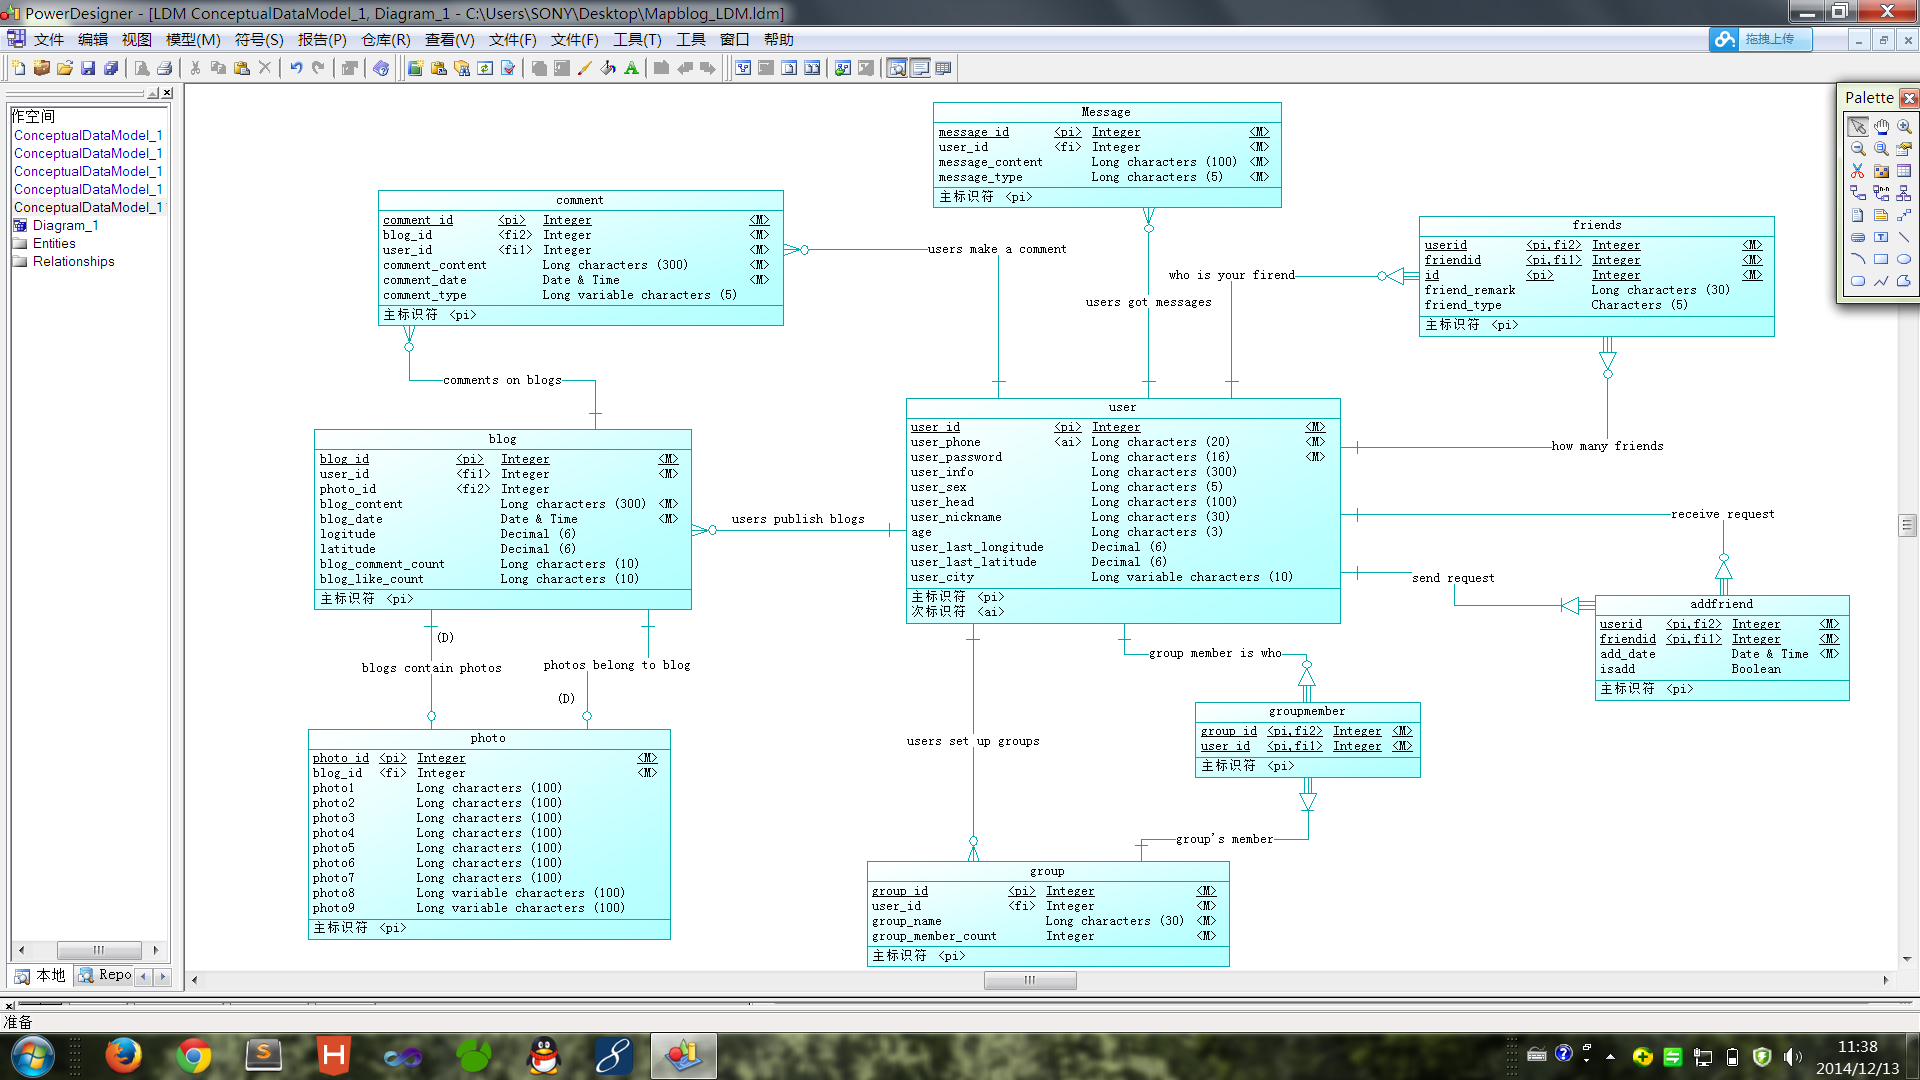 PowerDesigner - [LDM ConceptualDataModel_1, Diagram_1 - C:\Users\SONY\Desktop\Mapblog_LDM.ldm]
文件 编辑 视图 模型(M) 符号(S) 报告(P) 仓库(R) 查看(V) 文件(F) 文件(F) 工具(T) 工具 窗口 帮助
拖拽上传
作空间
ConceptualDataModel_1
ConceptualDataModel_1
ConceptualDataModel_1
ConceptualDataModel_1
ConceptualDataModel_1
Diagram_1
Entities
Relationships
本地 Repo
Palette
Message
message_id <pi> Integer <M>
user_id <fi> Integer <M>
message_content Long characters (100) <M>
message_type Long characters (5) <M>
主标识符 <pi>
comment
comment_id <pi> Integer <M>
blog_id <fi2> Integer <M>
user_id <fi1> Integer <M>
comment_content Long characters (300) <M>
comment_date Date & Time <M>
comment_type Long variable characters (5)
主标识符 <pi>
users make a comment
users got messages
who is your firend
friends
userid <pi,fi2> Integer <M>
friendid <pi,fi1> Integer <M>
id <pi> Integer <M>
friend_remark Long characters (30)
friend_type Characters (5)
主标识符 <pi>
comments on blogs
how many friends
blog
blog_id <pi> Integer <M>
user_id <fi1> Integer <M>
photo_id <fi2> Integer
blog_content Long characters (300) <M>
blog_date Date & Time <M>
logitude Decimal (6)
latitude Decimal (6)
blog_comment_count Long characters (10)
blog_like_count Long characters (10)
主标识符 <pi>
users publish blogs
user
user_id <pi> Integer <M>
user_phone <ai> Long characters (20) <M>
user_password Long characters (16) <M>
user_info Long characters (300)
user_sex Long characters (5)
user_head Long characters (100)
user_nickname Long characters (30)
age Long characters (3)
user_last_longitude Decimal (6)
user_last_latitude Decimal (6)
user_city Long variable characters (10)
主标识符 <pi>
次标识符 <ai>
receive request
send request
addfriend
userid <pi,fi2> Integer <M>
friendid <pi,fi1> Integer <M>
add_date Date & Time <M>
isadd Boolean
主标识符 <pi>
(D)
blogs contain photos
photos belong to blog
(D)
group member is who
groupmember
group_id <pi,fi2> Integer <M>
user_id <pi,fi1> Integer <M>
主标识符 <pi>
users set up groups
group's member
photo
photo_id <pi> Integer <M>
blog_id <fi> Integer <M>
photo1 Long characters (100)
photo2 Long characters (100)
photo3 Long characters (100)
photo4 Long characters (100)
photo5 Long characters (100)
photo6 Long characters (100)
photo7 Long characters (100)
photo8 Long variable characters (100)
photo9 Long variable characters (100)
主标识符 <pi>
group
group_id <pi> Integer <M>
user_id <fi> Integer <M>
group_name Long characters (30) <M>
group_member_count Integer <M>
主标识符 <pi>
准备
11:38
2014/12/13